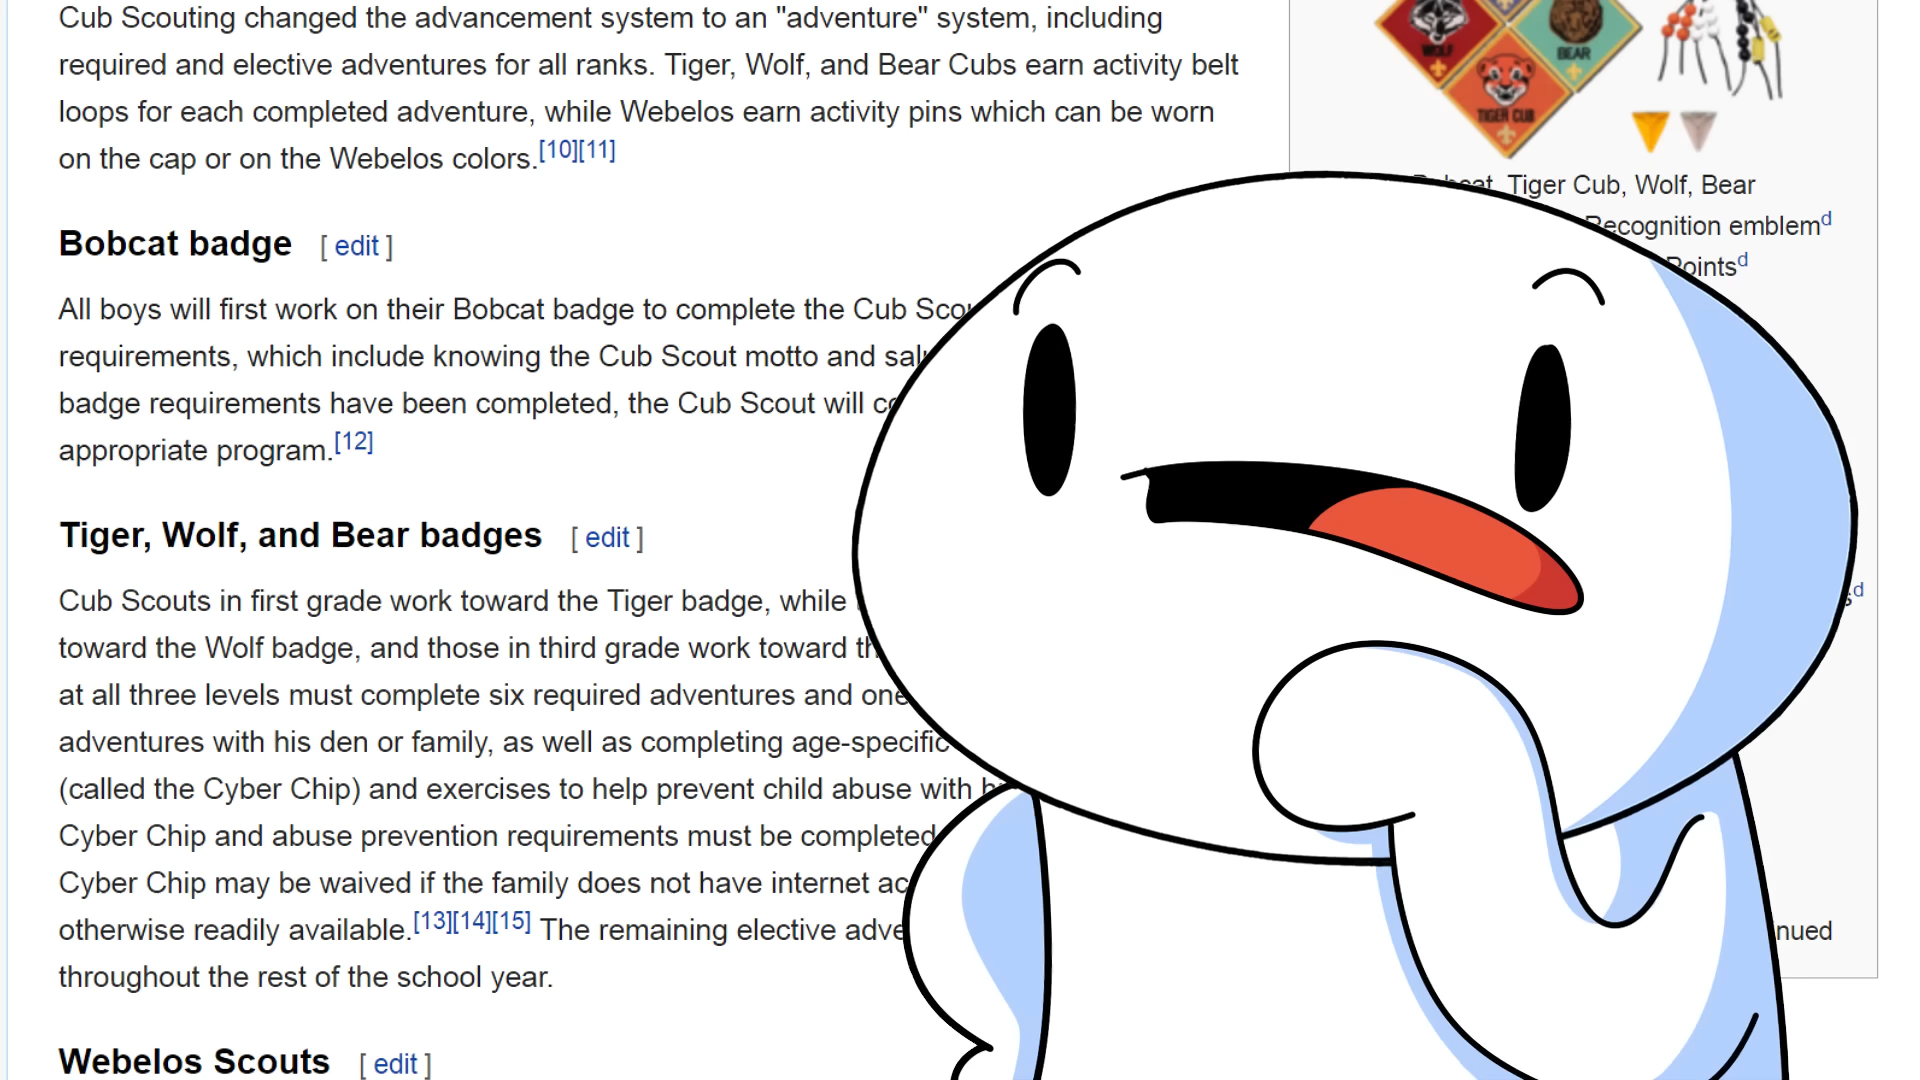 Cub Scouting changed the advancement system to an "adventure" system, including
required and elective adventures for all ranks. Tiger, Wolf, and Bear Cubs earn activity belt
loops for each completed adventure, while Webelos earn activity pins which can be worn
on the cap or on the Webelos colors.[10][11]
Bobcat badge [ edit ]
All boys will first work on their Bobcat badge to complete the Cub
requirements, which include knowing the Cub Scout motto and
badge requirements have been completed, the Cub Scout will
appropriate program.[12]
Tiger, Wolf, and Bear badges [ edit ]
Cub Scouts in first grade work toward the Tiger badge, while
toward the Wolf badge, and those in third grade work toward
at all three levels must complete six required adventures and one
adventures with his den or family, as well as completing age-specific
(called the Cyber Chip) and exercises to help prevent child abuse with
Cyber Chip and abuse prevention requirements must be completed
Cyber Chip may be waived if the family does not have internet
otherwise readily available.[13][14][15] The remaining elective
throughout the rest of the school year.
Webelos Scouts [ edit ]
WOLF
BEAR
TIGER CUB
Tiger Cub, Wolf, Bear
Recognition emblem d
Points d
d